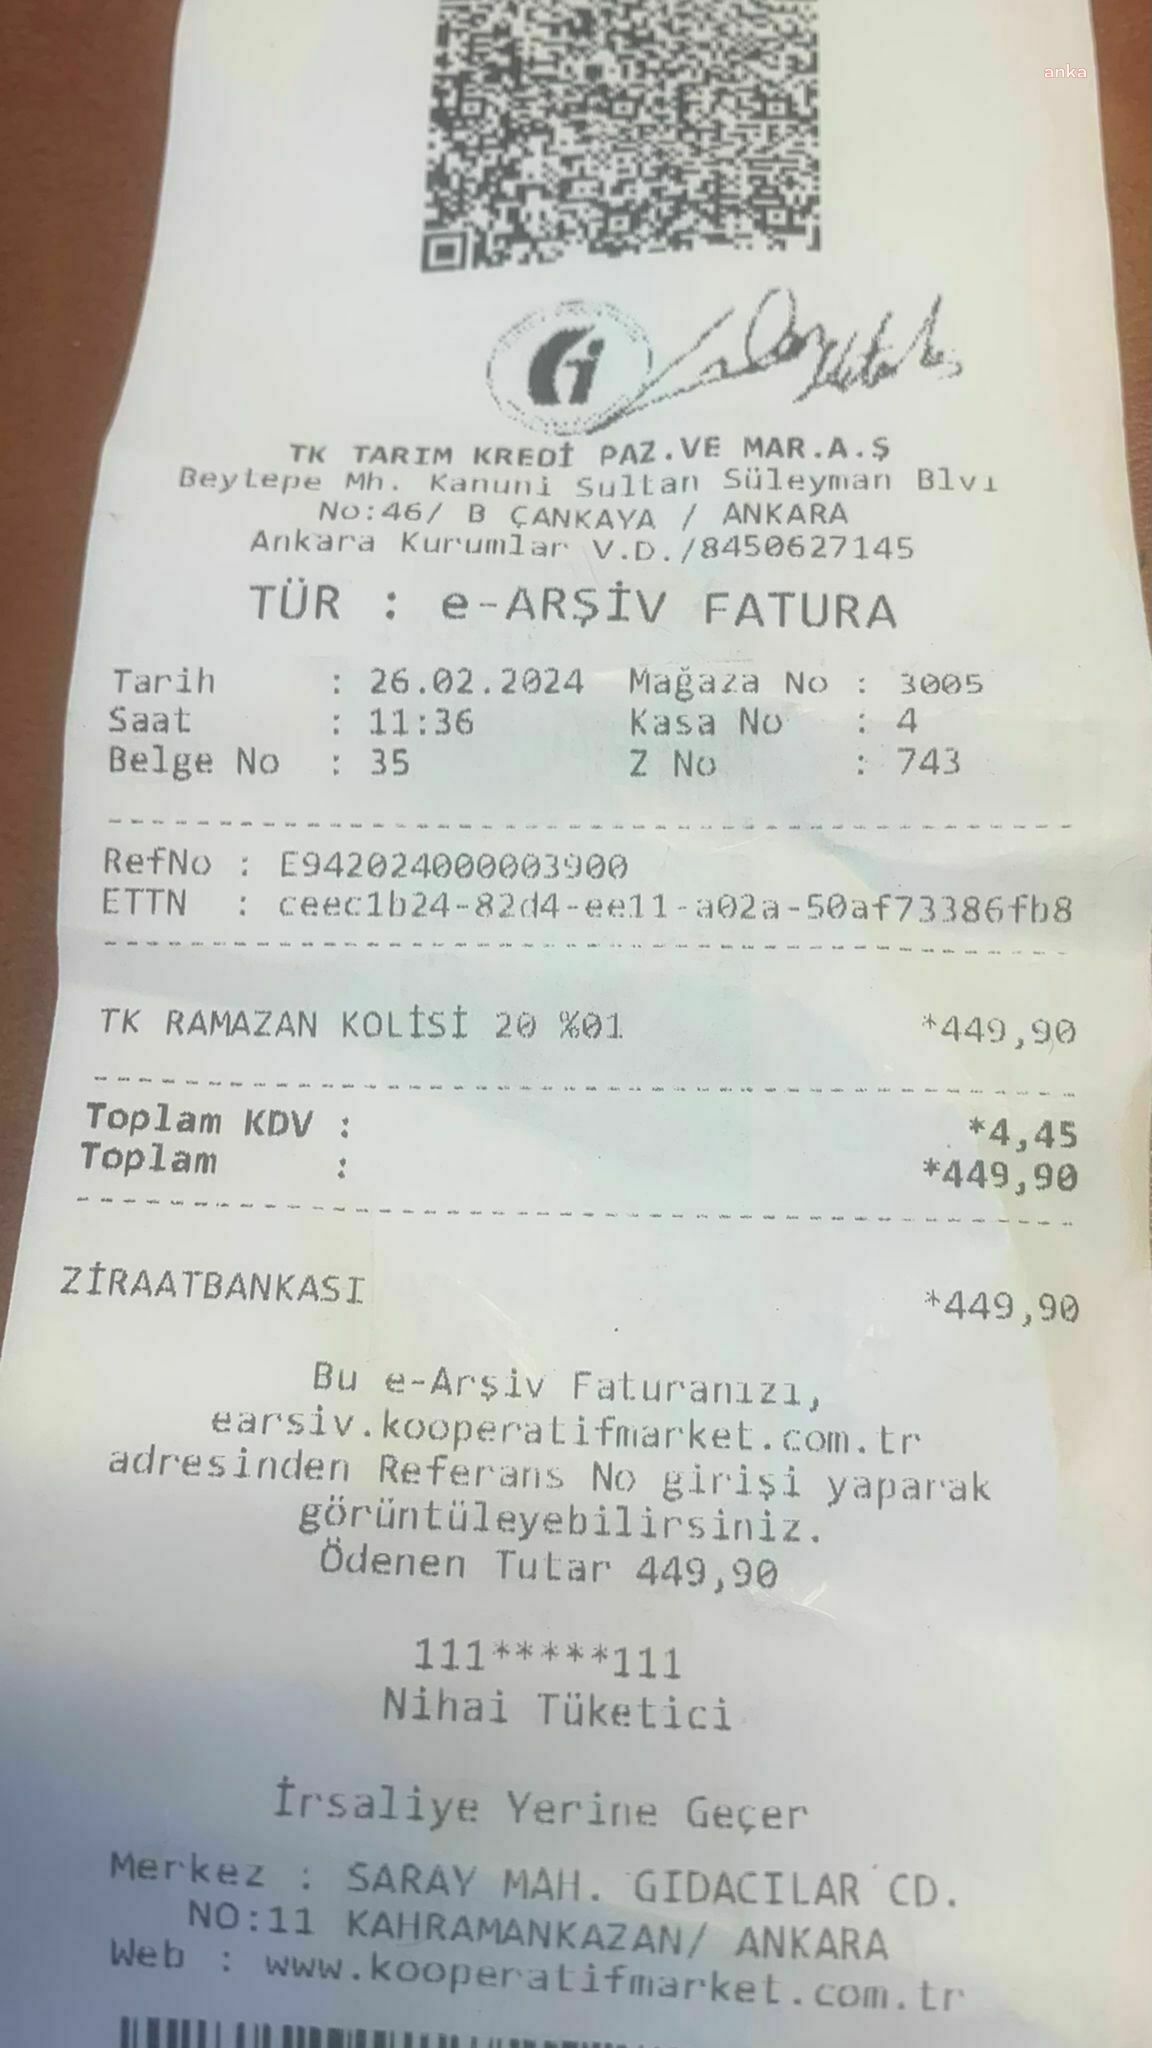 anka
TK TARIM KREDİ PAZ.VE MAR.A.Ş
Beytepe Mh. Kanuni Sultan Süleyman Blvı
No:46/ B ÇANKAYA / ANKARA
Ankara Kurumlar V.D./8450627145
TÜR : e-ARŞİV FATURA
Tarih : 26.02.2024 Mağaza No : 3005
Saat : 11:36 Kasa No : 4
Belge No : 35 Z No : 743
RefNo : E942024000003900
ETTN : ceec1b24-82d4-ee11-a02a-50af73386fb8
TK RAMAZAN KOLİSİ 20 %01 *449,90
Toplam KDV : *4,45
Toplam : *449,90
ZİRAATBANKASI *449,90
Bu e-Arşiv Faturanızı,
earsiv.kooperatifmarket.com.tr
adresinden Referans No girişi yaparak
görüntüleyebilirsiniz.
Ödenen Tutar 449,90
111*****111
Nihai Tüketici
İrsaliye Yerine Geçer
Merkez : SARAY MAH. GIDACILAR CD.
NO:11 KAHRAMANKAZAN/ ANKARA
Web : www.kooperatifmarket.com.tr